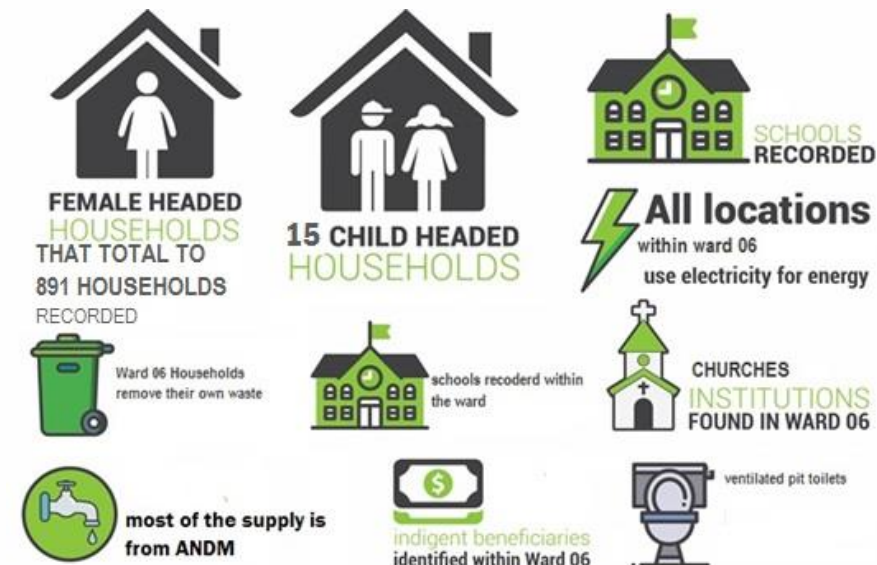 FEMALE HEADED
HOUSEHOLDS
THAT TOTAL TO
891 HOUSEHOLDS
RECORDED
15 CHILD HEADED
HOUSEHOLDS
SCHOOLS
RECORDED
All locations
within ward 06
use electricity for energy
Ward 06 Households
remove their own waste
schools recoderd within
the ward
CHURCHES
INSTITUTIONS
FOUND IN WARD 06
most of the supply is
from ANDM
$
indigent beneficiaries
identified within Ward 06
ventilated pit toilets